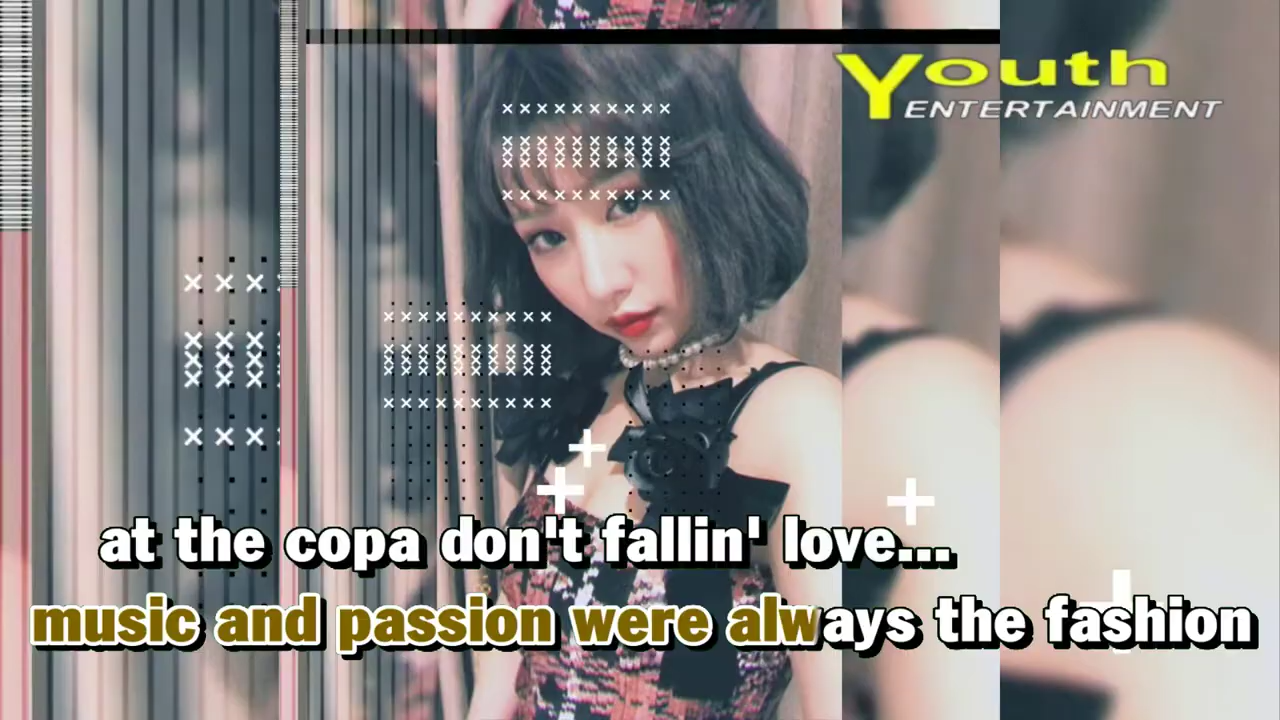 Youth
ENTERTAINMENT
at the copa don't fallin' love...
music and passion were always the fashion